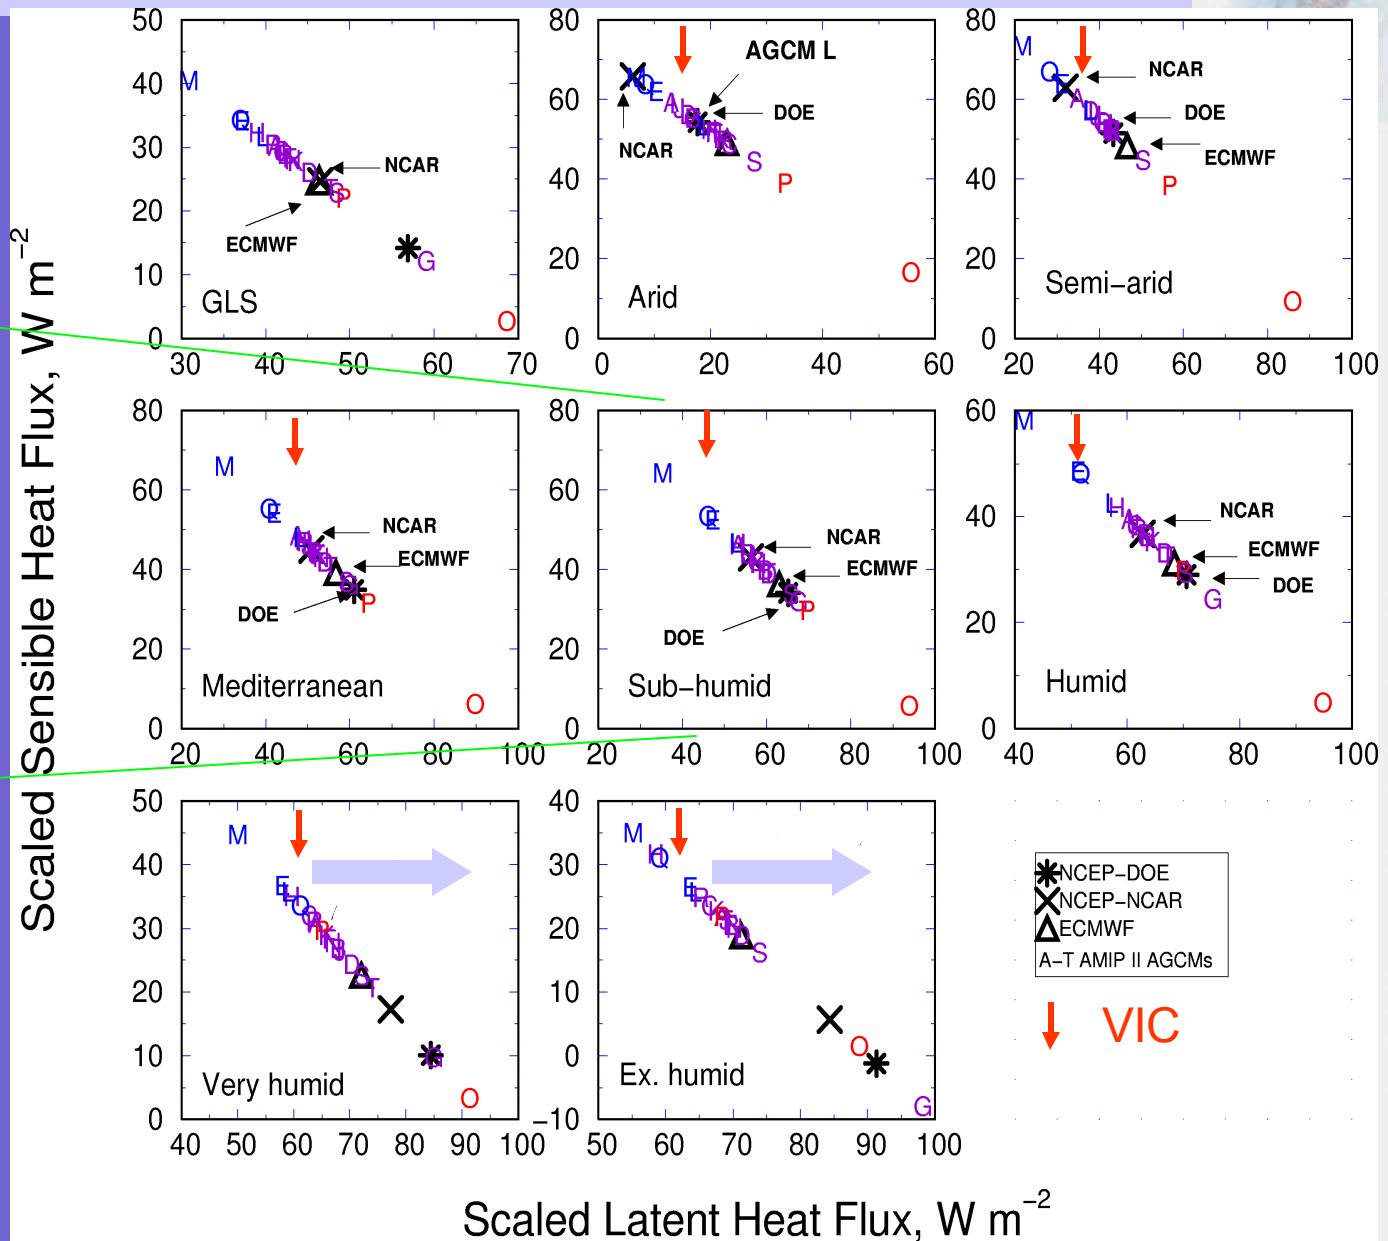 Scaled Sensible Heat Flux, W m−2
50
40
30
20
10
0
30 40 50 60 70
M
G
O
P
NCAR
ECMWF
GLS
80
60
40
20
0
0 20 40 60
AGCM L
DOE
NCAR
E
S
P
O
Arid
80
60
40
20
0
20 40 60 80 100
M
O
NCAR
DOE
ECMWF
S
P
O
Semi−arid
80
60
40
20
0
20 40 60 80 100
M
NCAR
ECMWF
DOE
P
O
Mediterranean
80
60
40
20
0
20 40 60 80 100
M
NCAR
ECMWF
DOE
P
O
Sub−humid
60
40
20
0
40 60 80 100
M
NCAR
ECMWF
DOE
G
O
Humid
50
40
30
20
10
0
40 50 60 70 80 90 100
M
E
T
O
Very humid
40
30
20
10
0
−10
50 60 70 80 90 100
M
S
O
G
Ex. humid
NCEP−DOE
NCEP−NCAR
ECMWF
A−T AMIP II AGCMs
VIC
Scaled Latent Heat Flux, W m−2